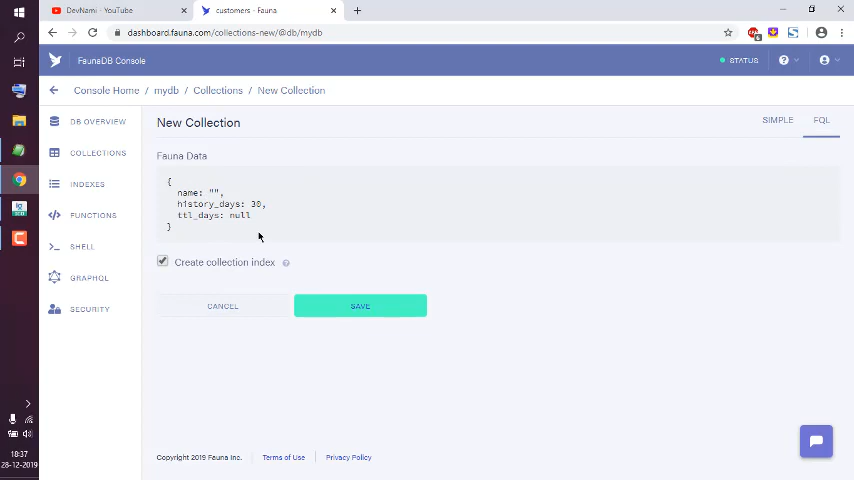 DevNami - YouTube
customers - Fauna
dashboard.fauna.com/collections-new/@db/mydb
FaunaDB Console
STATUS
Console Home / mydb / Collections / New Collection
DB OVERVIEW
COLLECTIONS
INDEXES
FUNCTIONS
SHELL
GRAPHQL
SECURITY
New Collection
SIMPLE
FQL
Fauna Data
{
name: "",
history_days: 30,
ttl_days: null
}
Create collection index
CANCEL
SAVE
18:37
28-12-2019
Copyright 2019 Fauna Inc.
Terms of Use
Privacy Policy